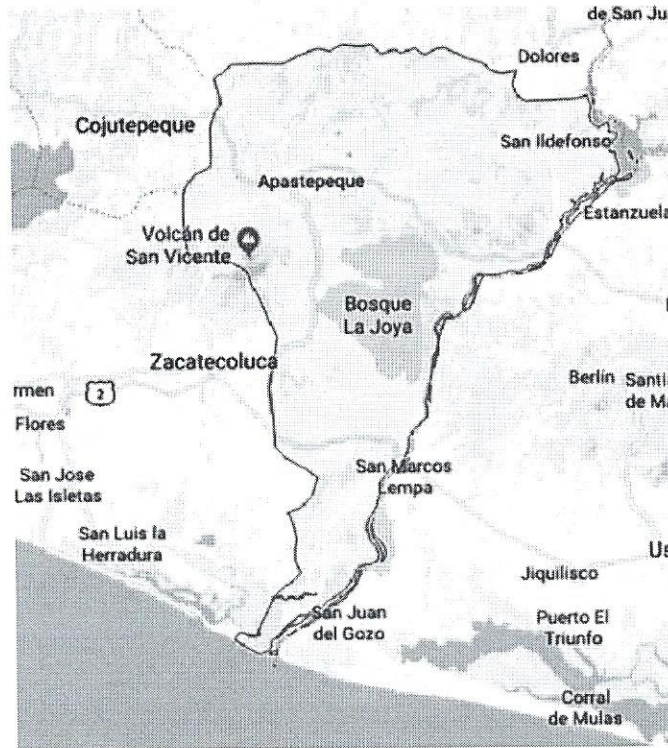 de San Ju
Dolores
Cojutepeque
San Ildefonso
Apastepeque
Estanzuela
Volcán de
San Vicente
Bosque
La Joya
Zacatecoluca
Berlín
Santi
de Ma
rmen
2
Flores
San Marcos
Lempa
San Jose
Las Isletas
San Luis la
Herradura
Us
Jiquilisco
San Juan
del Gozo
Puerto El
Triunfo
Corral
de Mulas